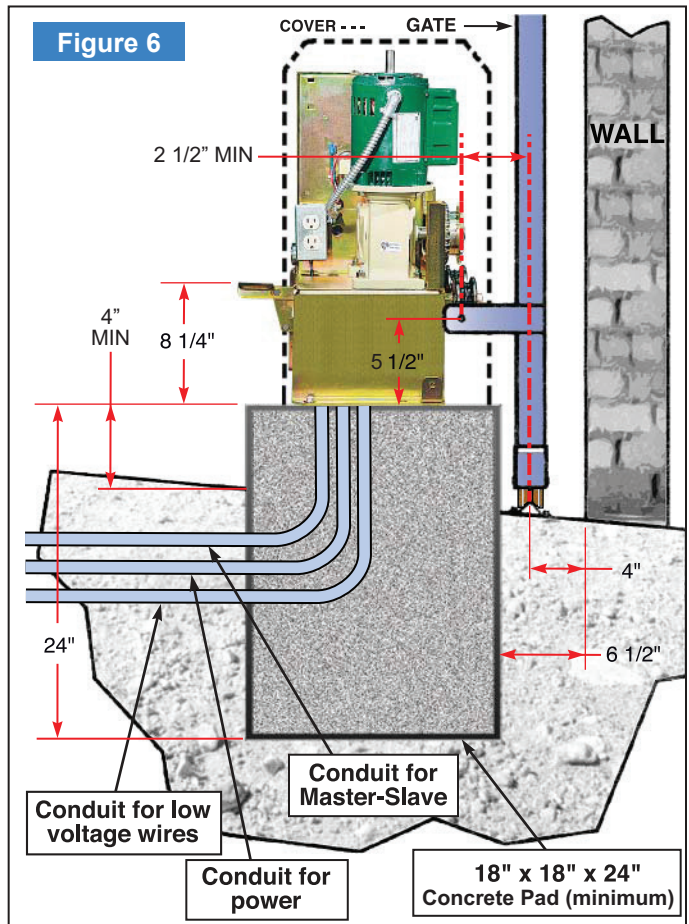 Figure 6
COVER ---
GATE
WALL
2 1/2” MIN
4”
MIN
8 1/4"
5 1/2"
4"
24"
6 1/2"
Conduit for
Master-Slave
Conduit for low
voltage wires
Conduit for
power
18" x 18" x 24"
Concrete Pad (minimum)